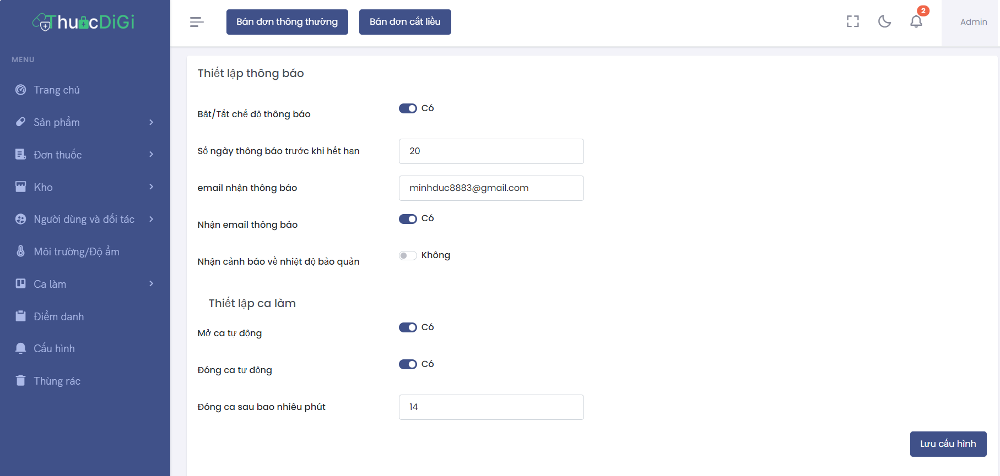 ThuocDiGi
Bán đơn thông thường
Bán đơn cắt liều
2
Admin
MENU
Trang chủ
Sản phẩm
Đơn thuốc
Kho
Người dùng và đối tác
Môi trường/Độ ẩm
Ca làm
Điểm danh
Cấu hình
Thùng rác
Thiết lập thông báo
Bật/Tắt chế độ thông báo
Có
Số ngày thông báo trước khi hết hạn
20
email nhận thông báo
minhduc8883@gmail.com
Nhận email thông báo
Có
Nhận cảnh báo về nhiệt độ bảo quản
Không
Thiết lập ca làm
Mở ca tự động
Có
Đóng ca tự động
Có
Đóng ca sau bao nhiêu phút
14
Lưu cấu hình